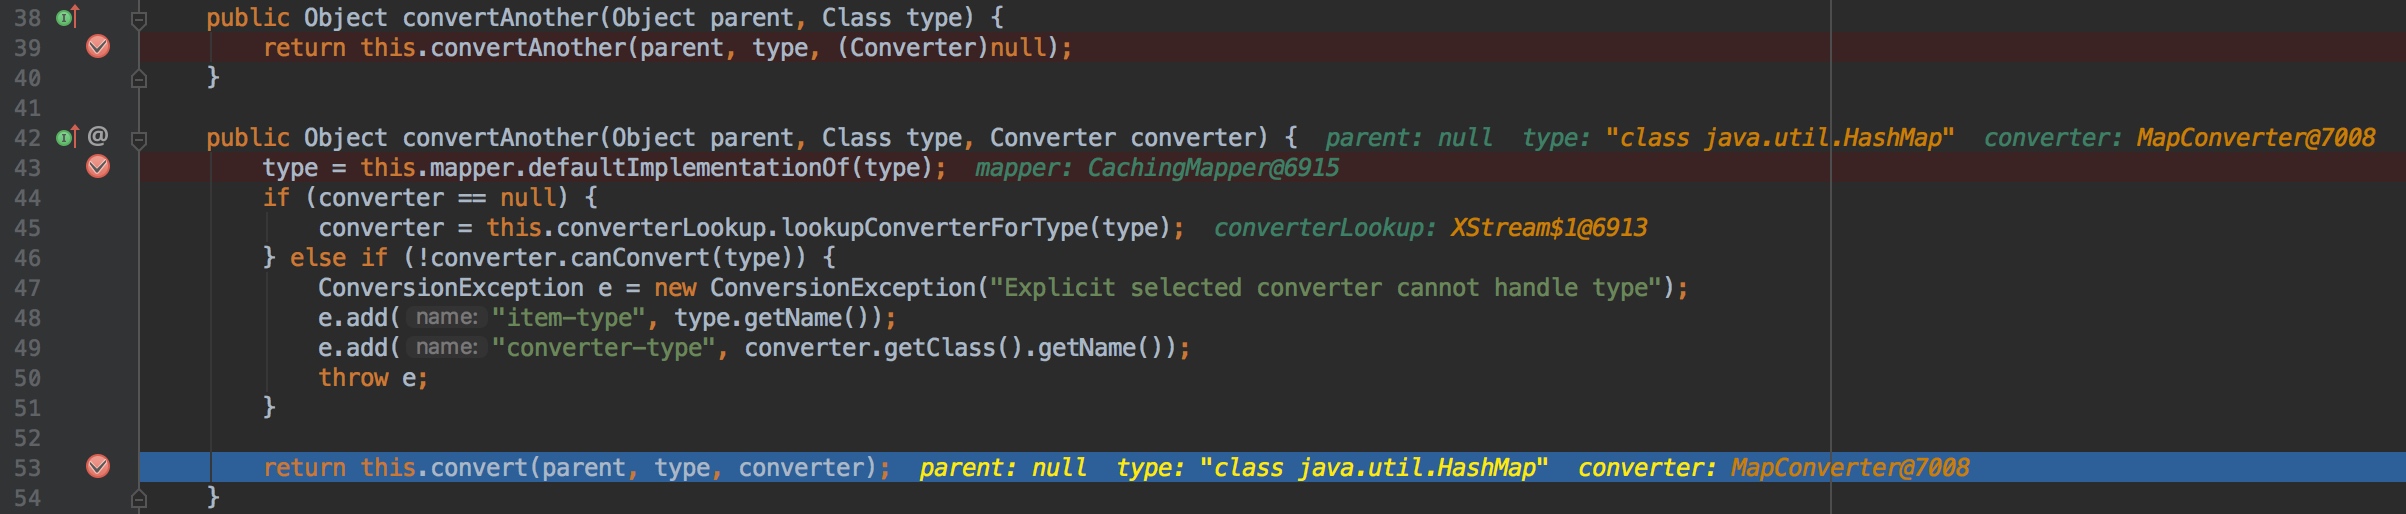 38 public Object convertAnother(Object parent, Class type) {
39 return this.convertAnother(parent, type, (Converter)null);
40 }
41
42 @ public Object convertAnother(Object parent, Class type, Converter converter) { parent: null type: "class java.util.HashMap" converter: MapConverter@7008
43 type = this.mapper.defaultImplementationOf(type); mapper: CachingMapper@6915
44 if (converter == null) {
45 converter = this.converterLookup.lookupConverterForType(type); converterLookup: XStream$1@6913
46 } else if (!converter.canConvert(type)) {
47 ConversionException e = new ConversionException("Explicit selected converter cannot handle type");
48 e.add( name: "item-type", type.getName());
49 e.add( name: "converter-type", converter.getClass().getName());
50 throw e;
51 }
52
53 return this.convert(parent, type, converter); parent: null type: "class java.util.HashMap" converter: MapConverter@7008
54 }